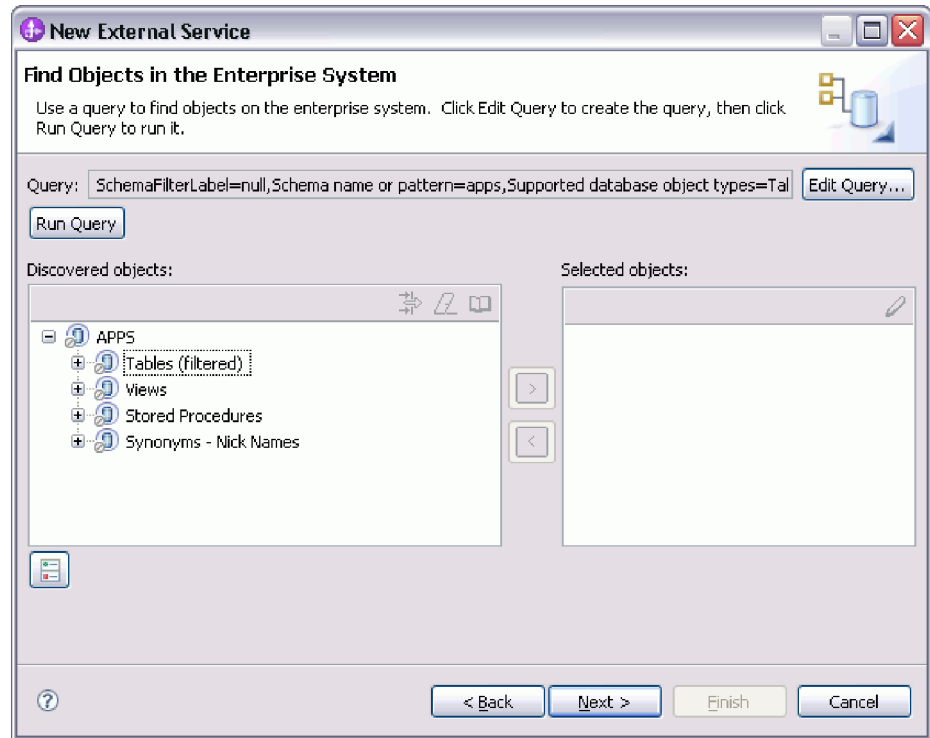 New External Service
Find Objects in the Enterprise System
Use a query to find objects on the enterprise system. Click Edit Query to create the query, then click
Run Query to run it.
Query: SchemaFilterLabel=null,Schema name or pattern=apps,Supported database object types=Tal Edit Query...
Run Query
Discovered objects: Selected objects:
APPS
Tables (filtered)
Views
Stored Procedures
Synonyms - Nick Names
< Back Next > Finish Cancel